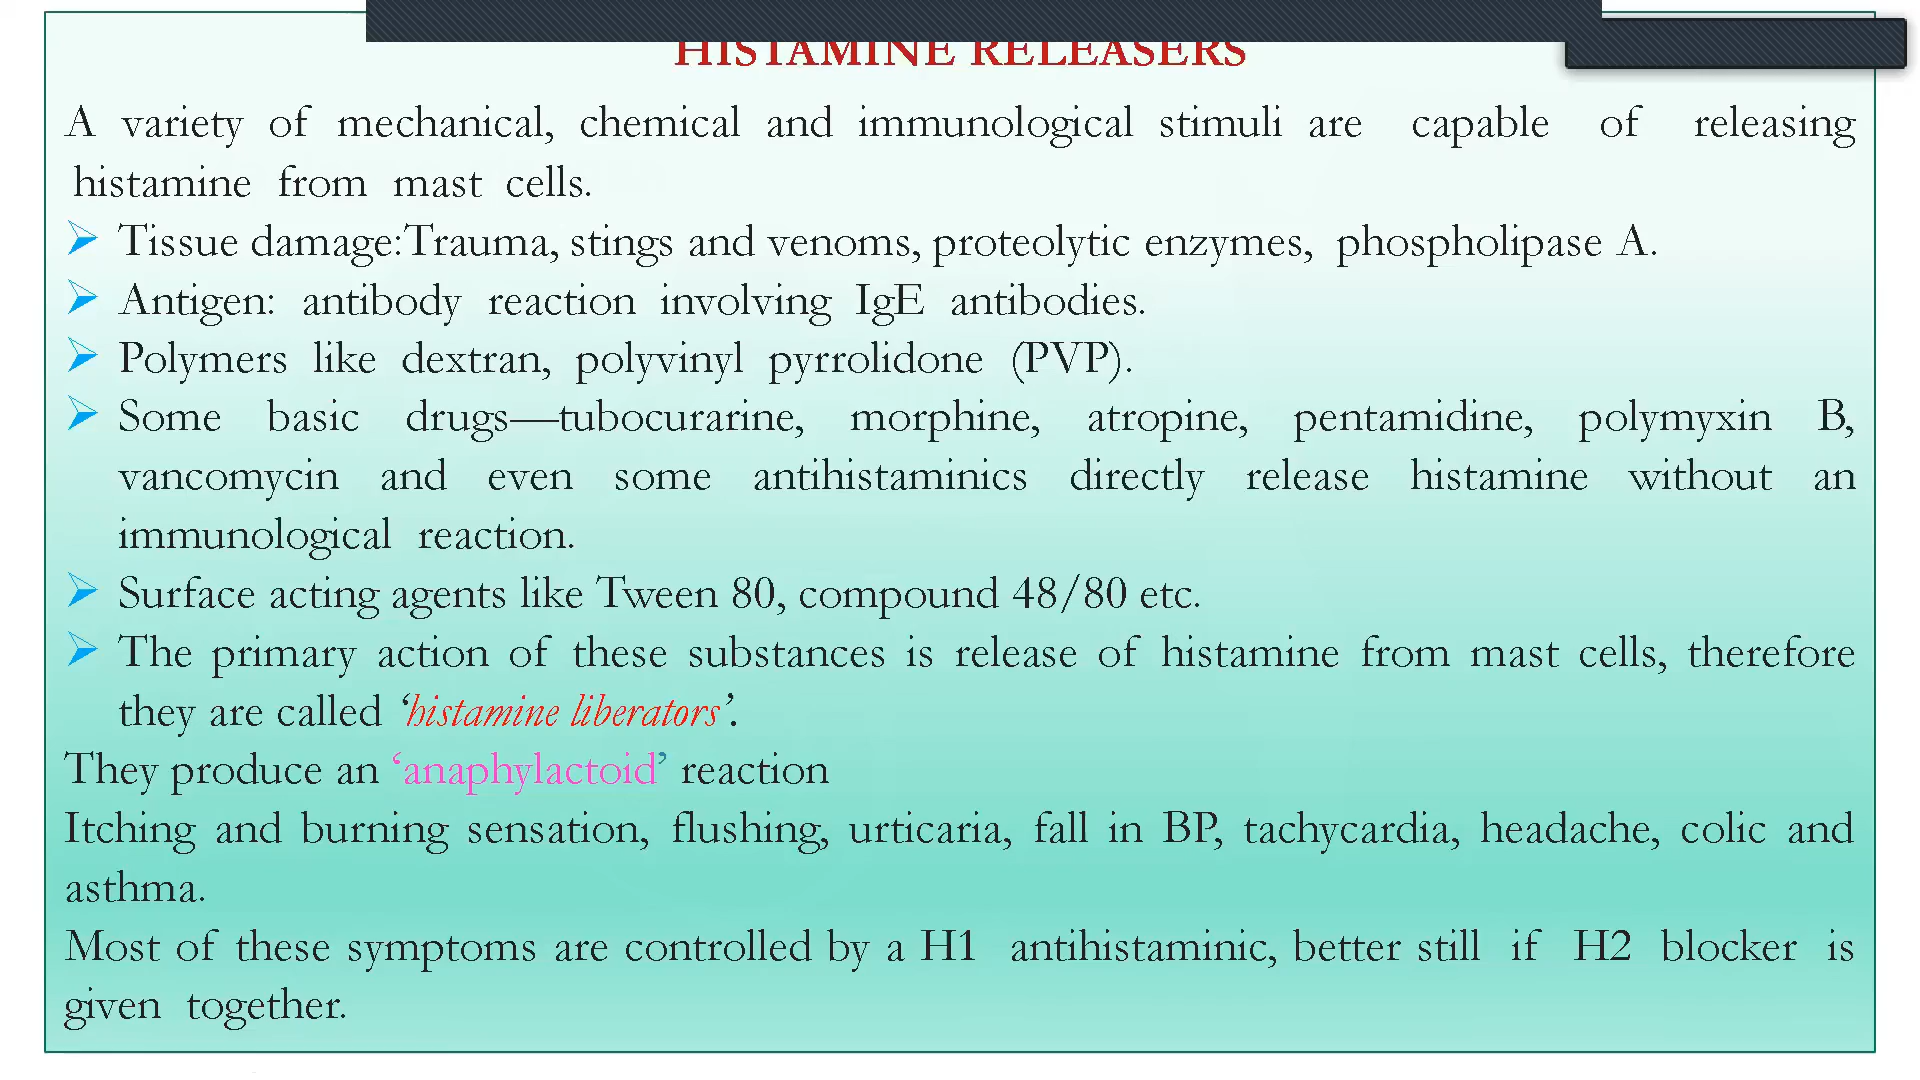 HISTAMINE RELEASERS
A variety of mechanical, chemical and immunological stimuli are capable of releasing
histamine from mast cells.
➢ Tissue damage:Trauma, stings and venoms, proteolytic enzymes, phospholipase A.
➢ Antigen: antibody reaction involving IgE antibodies.
➢ Polymers like dextran, polyvinyl pyrrolidone (PVP).
➢ Some basic drugs—tubocurarine, morphine, atropine, pentamidine, polymyxin B,
vancomycin and even some antihistaminics directly release histamine without an
immunological reaction.
➢ Surface acting agents like Tween 80, compound 48/80 etc.
➢ The primary action of these substances is release of histamine from mast cells, therefore
they are called ‘histamine liberators’.
They produce an ‘anaphylactoid’ reaction
Itching and burning sensation, flushing, urticaria, fall in BP, tachycardia, headache, colic and
asthma.
Most of these symptoms are controlled by a H1 antihistaminic, better still if H2 blocker is
given together.